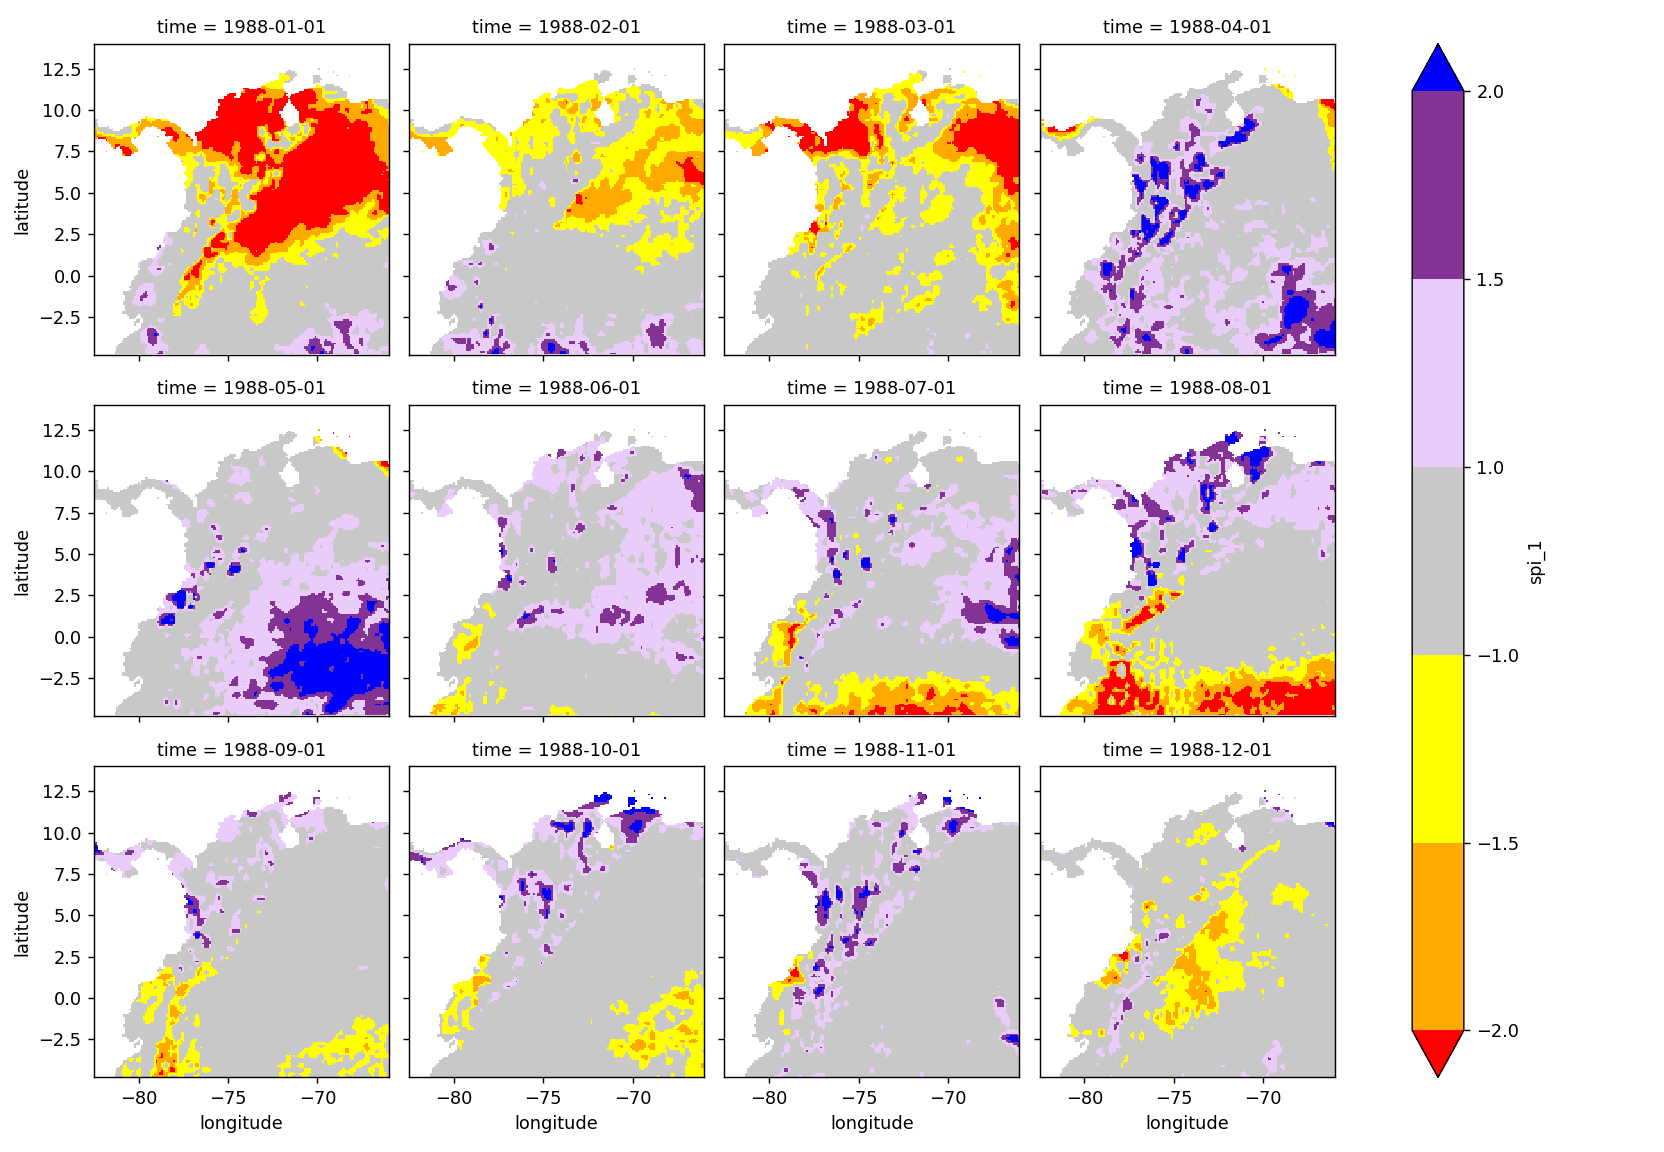 time = 1988-01-01
time = 1988-02-01
time = 1988-03-01
time = 1988-04-01
12.5
10.0
7.5
5.0
2.5
0.0
−2.5
latitude
time = 1988-05-01
time = 1988-06-01
time = 1988-07-01
time = 1988-08-01
12.5
10.0
7.5
5.0
2.5
0.0
−2.5
latitude
time = 1988-09-01
time = 1988-10-01
time = 1988-11-01
time = 1988-12-01
12.5
10.0
7.5
5.0
2.5
0.0
−2.5
latitude
−80 −75 −70
longitude
−80 −75 −70
longitude
−80 −75 −70
longitude
−80 −75 −70
longitude
2.0
1.5
1.0
−1.0
−1.5
−2.0
spi_1